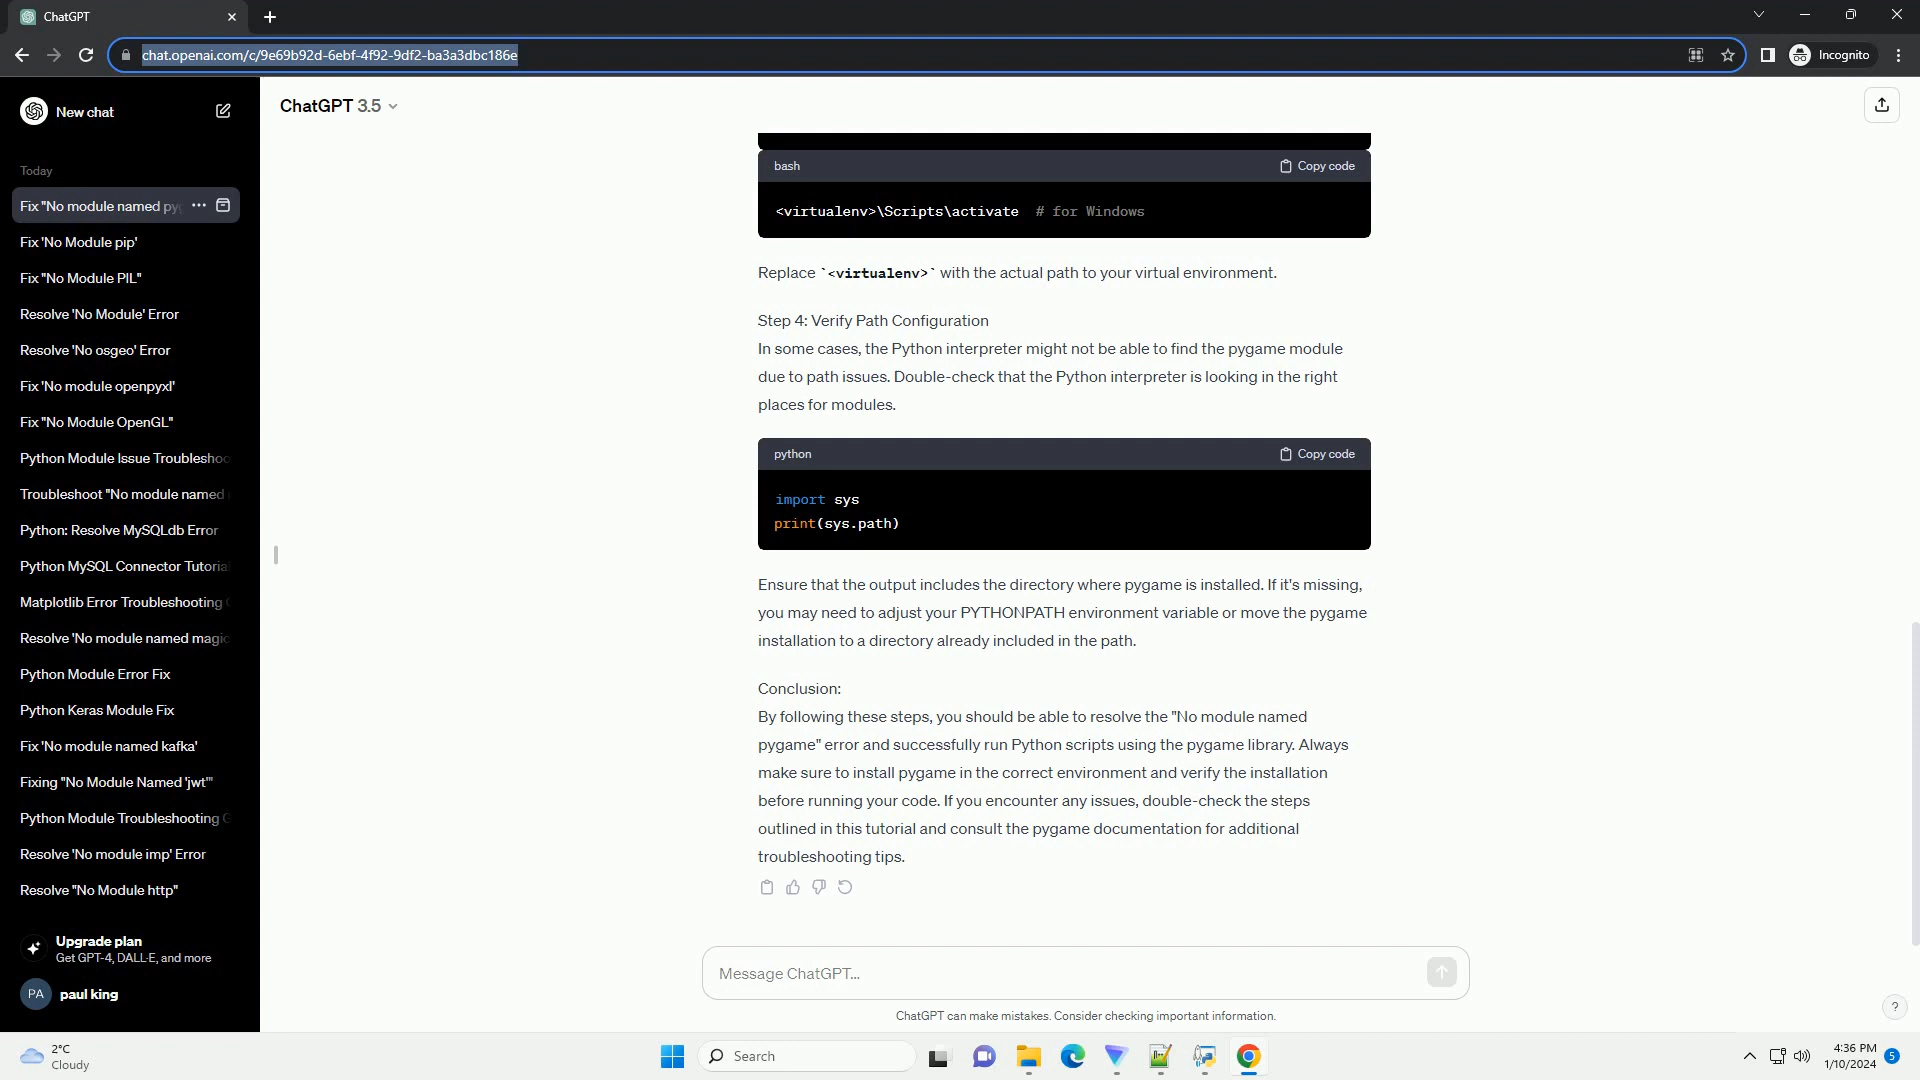 ChatGPT
chat.openai.com/c/9e69b92d-6ebf-4f92-9df2-ba3a3dbc186e
Incognito
New chat
ChatGPT 3.5
Today
Fix "No module named pyg
Fix 'No Module pip'
Fix "No Module PIL"
Resolve 'No Module' Error
Resolve 'No osgeo' Error
Fix 'No module openpyxl'
Fix "No Module OpenGL"
Python Module Issue Troubleshoo
Troubleshoot "No module named
Python: Resolve MySQLdb Error
Python MySQL Connector Tutoria
Matplotlib Error Troubleshooting
Resolve 'No module named magic
Python Module Error Fix
Python Keras Module Fix
Fix 'No module named kafka'
Fixing "No Module Named 'jwt'"
Python Module Troubleshooting G
Resolve 'No module imp' Error
Resolve "No Module http"
Upgrade plan
Get GPT-4, DALL·E, and more
PA paul king
bash Copy code
<virtualenv>\Scripts\activate # for Windows
Replace `<virtualenv>` with the actual path to your virtual environment.
Step 4: Verify Path Configuration
In some cases, the Python interpreter might not be able to find the pygame module
due to path issues. Double-check that the Python interpreter is looking in the right
places for modules.
python Copy code
import sys
print(sys.path)
Ensure that the output includes the directory where pygame is installed. If it's missing,
you may need to adjust your PYTHONPATH environment variable or move the pygame
installation to a directory already included in the path.
Conclusion:
By following these steps, you should be able to resolve the "No module named
pygame" error and successfully run Python scripts using the pygame library. Always
make sure to install pygame in the correct environment and verify the installation
before running your code. If you encounter any issues, double-check the steps
outlined in this tutorial and consult the pygame documentation for additional
troubleshooting tips.
Message ChatGPT...
ChatGPT can make mistakes. Consider checking important information.
?
2°C
Cloudy
Search
4:36 PM
1/10/2024
5